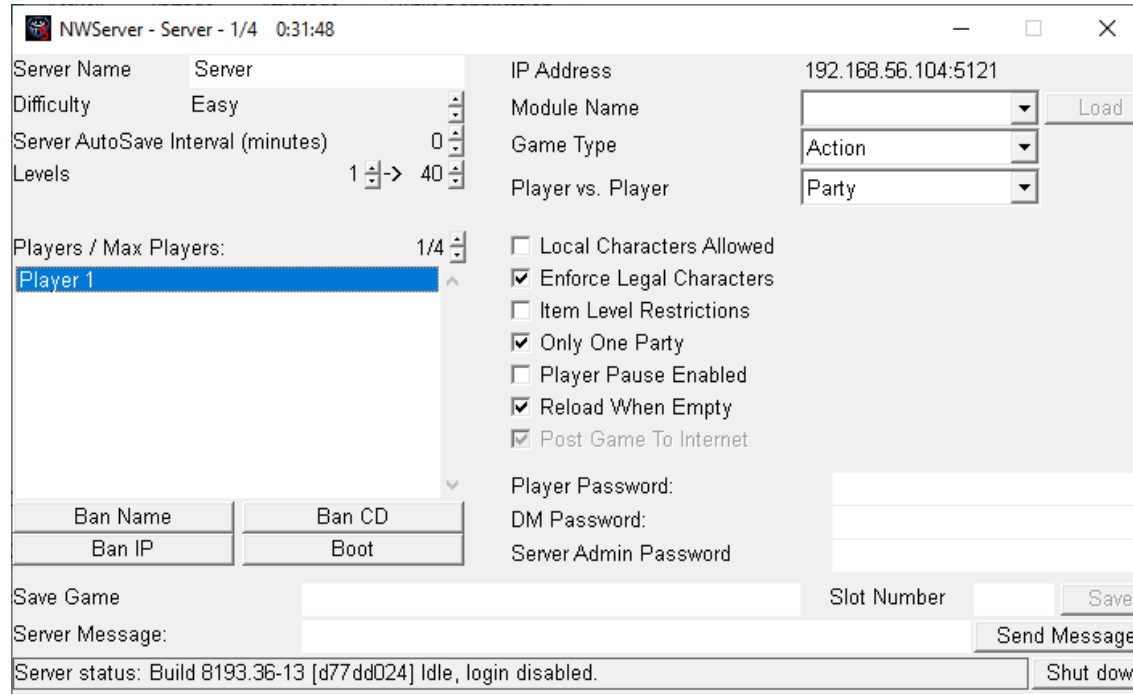 NWServer - Server - 1/4 0:31:48
Server Name Server
IP Address 192.168.56.104:5121
Difficulty Easy
Module Name Load
Server AutoSave Interval (minutes) 0
Game Type Action
Levels 1 -> 40
Player vs. Player Party
Players / Max Players: 1/4
Player 1
Local Characters Allowed
Enforce Legal Characters
Item Level Restrictions
Only One Party
Player Pause Enabled
Reload When Empty
Post Game To Internet
Ban Name Ban CD
Ban IP Boot
Player Password:
DM Password:
Server Admin Password
Save Game Slot Number Save
Server Message: Send Message
Server status: Build 8193.36-13 [d77dd024] Idle, login disabled. Shut dow